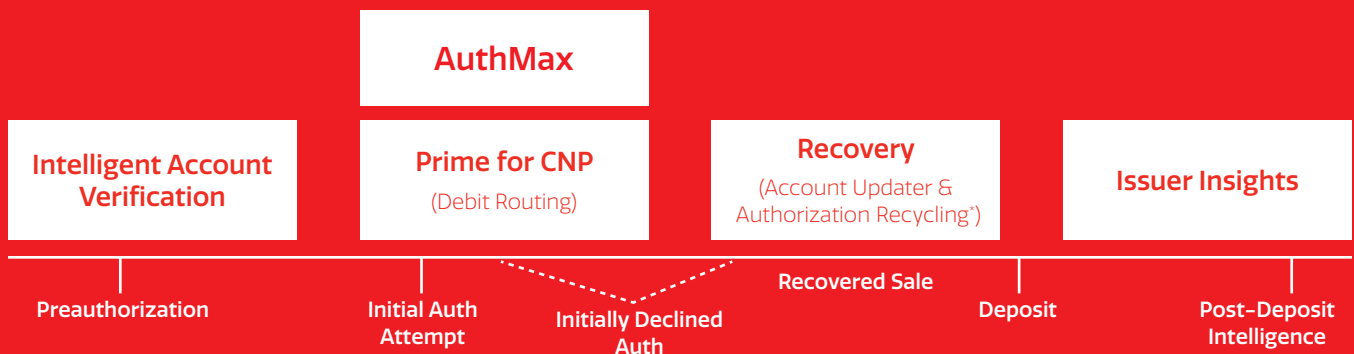 AuthMax
Intelligent Account
Verification
Prime for CNP
(Debit Routing)
Recovery
(Account Updater &
Authorization Recycling*)
Issuer Insights
Preauthorization
Initial Auth
Attempt
Initially Declined
Auth
Recovered Sale
Deposit
Post-Deposit
Intelligence